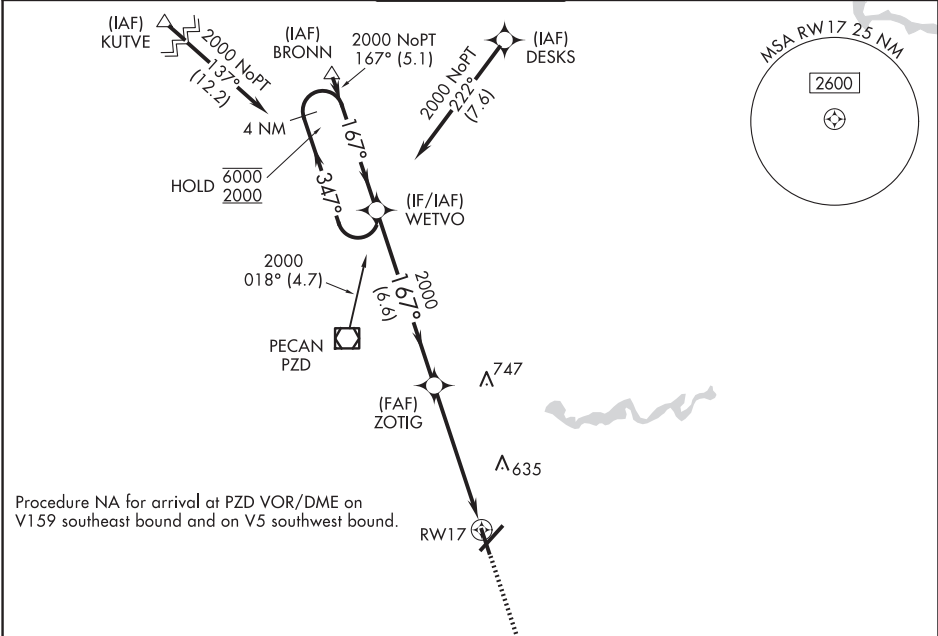 (IAF)
KUTVE
2000 NoPT
137°
(12.2)
(IAF)
BRONN
2000 NoPT
167° (5.1)
(IAF)
DESKS
2000 NoPT
222°
(7.6)
MSA RW17 25 NM
2600
4 NM
167°
HOLD
6000
2000
347°
(IF/IAF)
WETVO
2000
018° (4.7)
2000
167°
(6.6)
PECAN
PZD
747
(FAF)
ZOTIG
635
Procedure NA for arrival at PZD VOR/DME on
V159 southeast bound and on V5 southwest bound.
RW17